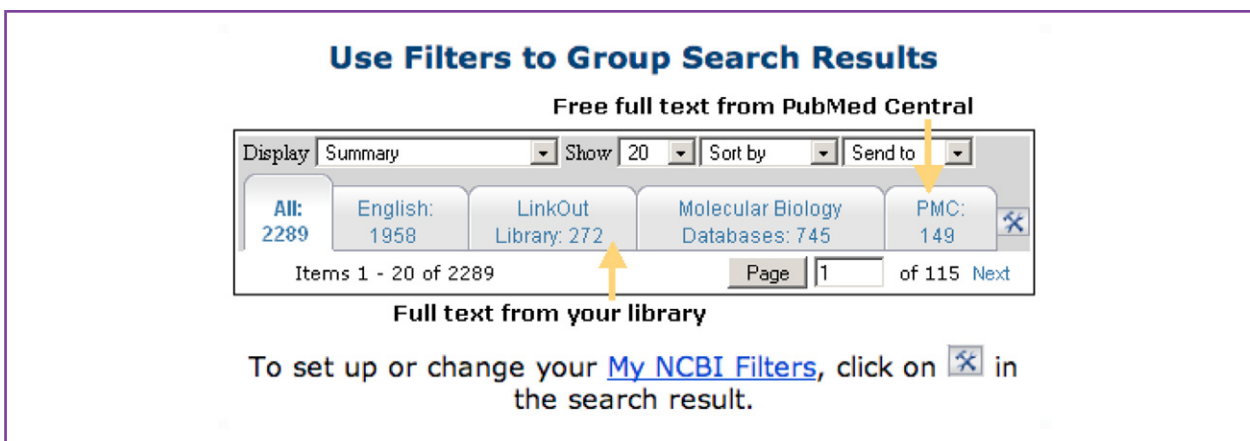 Use Filters to Group Search Results
Free full text from PubMed Central
Display Summary Show 20 Sort by Send to
All: English: LinkOut Molecular Biology PMC:
2289 1958 Library: 272 Databases: 745 149
Items 1 - 20 of 2289 Page 1 of 115 Next
Full text from your library
To set up or change your My NCBI Filters, click on in
the search result.